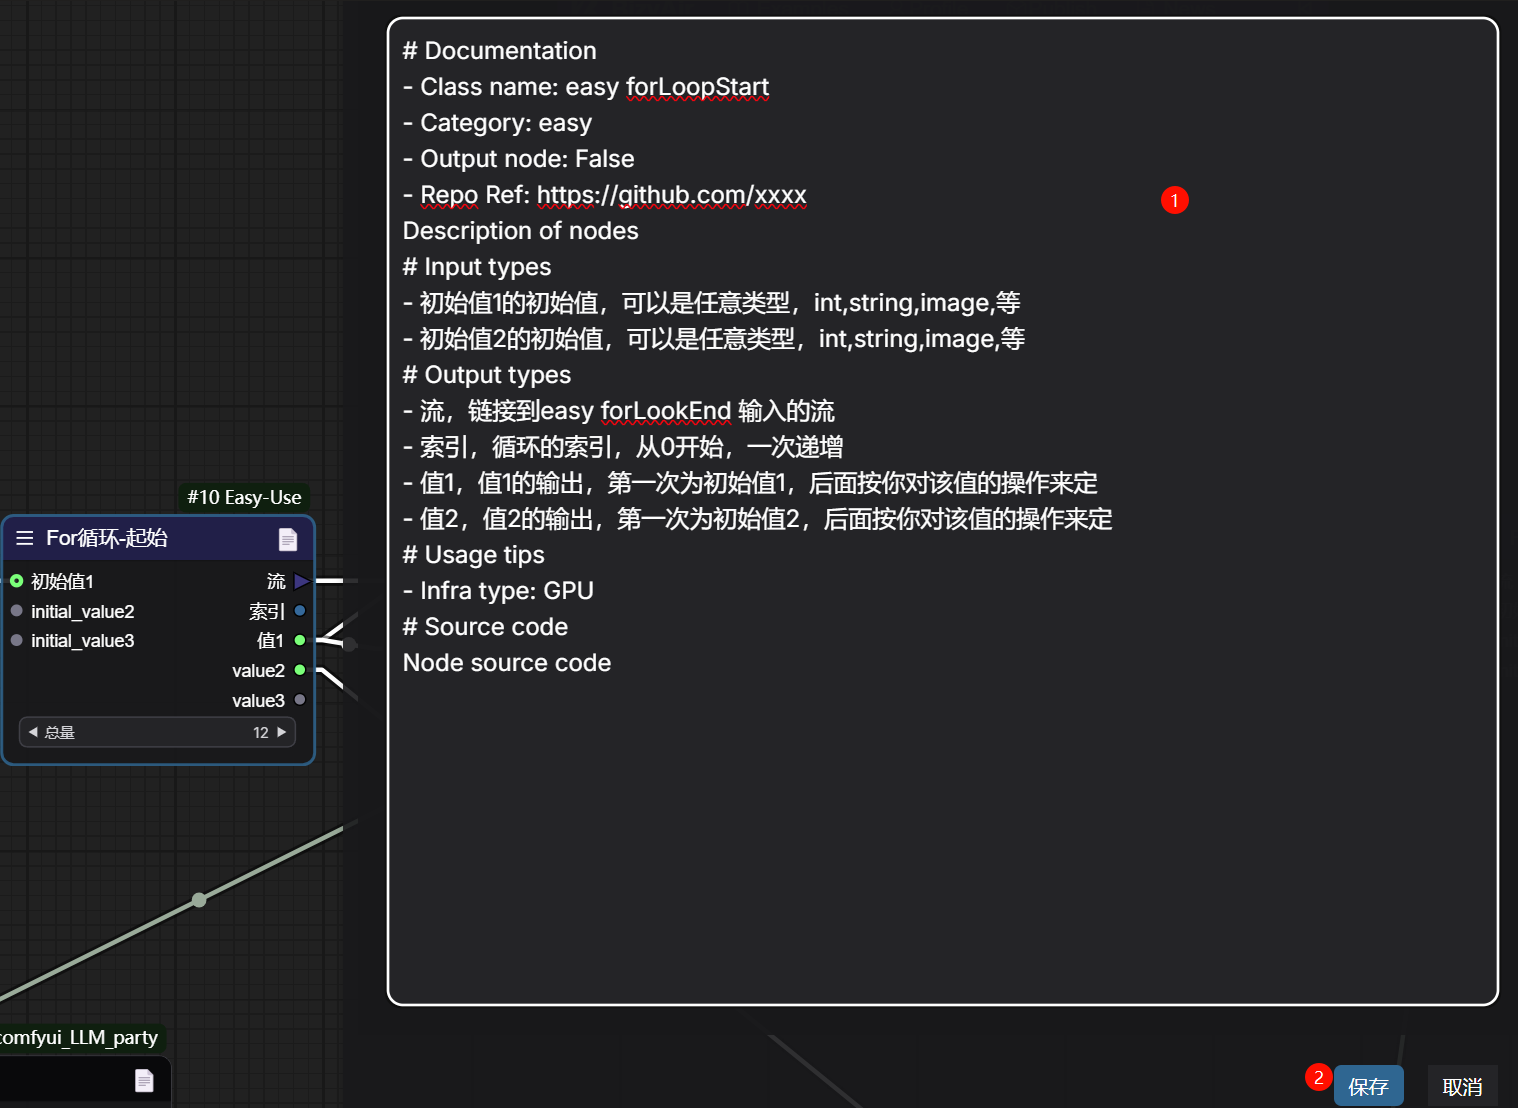 # Documentation
- Class name: easy forLoopStart
- Category: easy
- Output node: False
- Repo Ref: https://github.com/xxxx
1
Description of nodes
# Input types
- 初始值1的初始值，可以是任意类型，int,string,image,等
- 初始值2的初始值，可以是任意类型，int,string,image,等
# Output types
- 流，链接到easy forLookEnd 输入的流
- 索引，循环的索引，从0开始，一次递增
- 值1，值1的输出，第一次为初始值1，后面按你对该值的操作来定
- 值2，值2的输出，第一次为初始值2，后面按你对该值的操作来定
# Usage tips
- Infra type: GPU
# Source code
Node source code
#10 Easy-Use
For循环-起始
初始值1 流
initial_value2 索引
initial_value3 值1
value2
value3
总量 12
comfyui_LLM_party
2 保存 取消